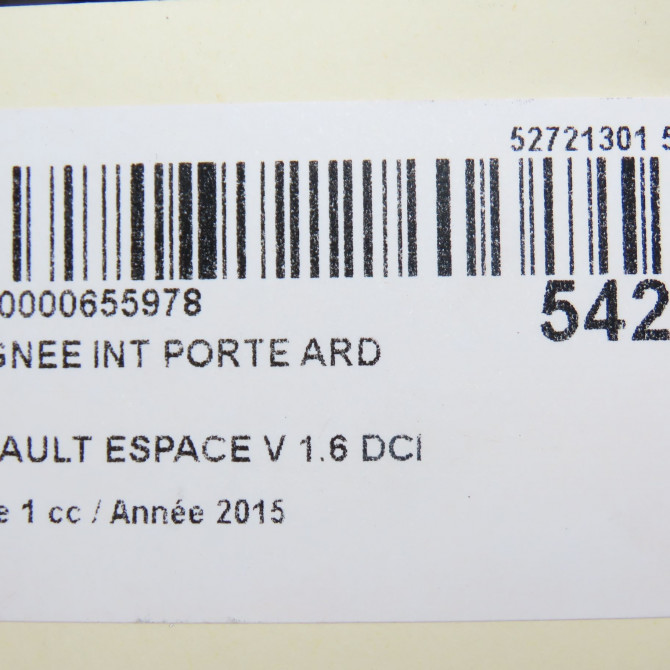 52721301 5
0000655978
542
GNEE INT PORTE ARD
AULT ESPACE V 1.6 DCI
e 1 cc / Année 2015